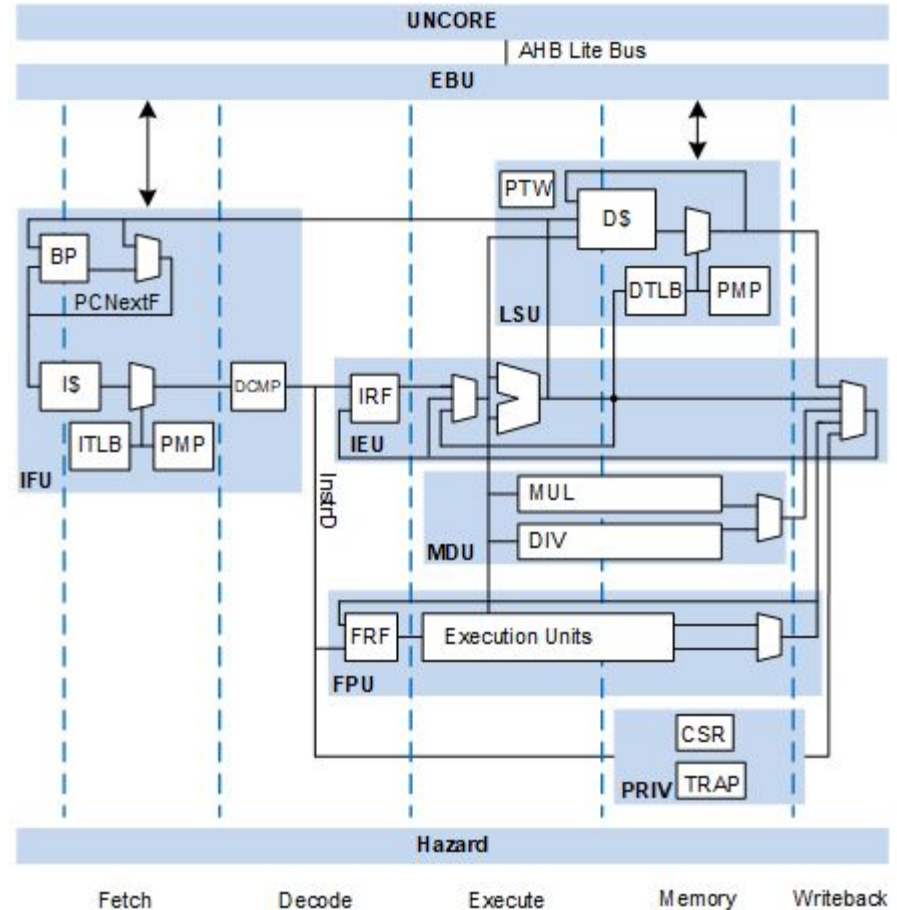 UNCORE
AHB Lite Bus
EBU
PTW
D$
BP
PCNextF
DTLB
PMP
LSU
I$
DCMP
IRF
ITLB
PMP
IEU
IFU
InstrD
MUL
DIV
MDU
FRF
Execution Units
FPU
CSR
PRIV
TRAP
Hazard
Fetch
Decode
Execute
Memory
Writeback